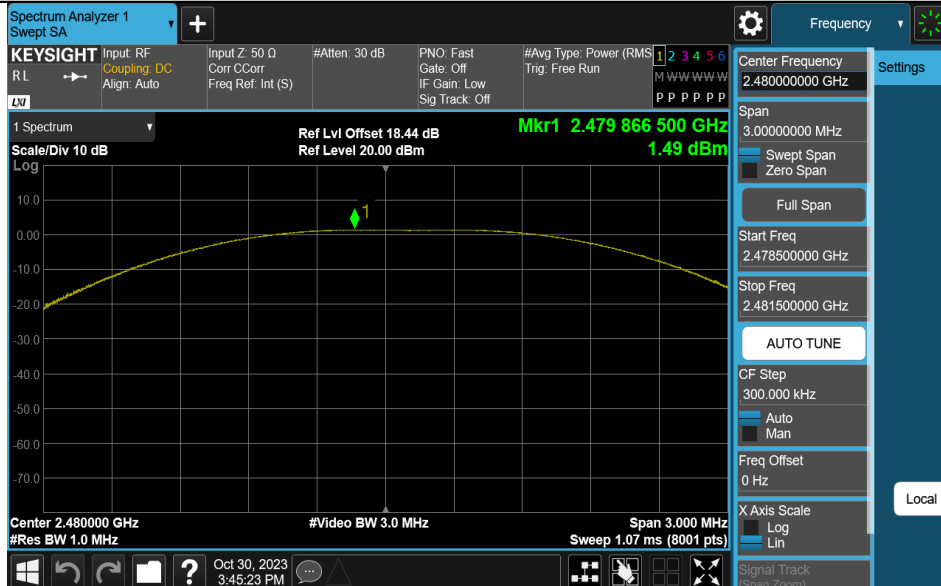 Spectrum Analyzer 1
Swept SA
+
Frequency
KEYSIGHT
RL
LXI
Input: RF
Coupling: DC
Align: Auto
Input Z: 50 Ω
Corr CCorr
Freq Ref: Int (S)
#Atten: 30 dB
PNO: Fast
Gate: Off
IF Gain: Low
Sig Track: Off
#Avg Type: Power (RMS
Trig: Free Run
1 2 3 4 5 6
M W W W W W
P P P P P P
1 Spectrum
Scale/Div 10 dB
Log
Ref Lvl Offset 18.44 dB
Ref Level 20.00 dBm
Mkr1 2.479 866 500 GHz
1.49 dBm
1
10.0
0.00
-10.0
-20.0
-30.0
-40.0
-50.0
-60.0
-70.0
Center 2.480000 GHz
#Res BW 1.0 MHz
#Video BW 3.0 MHz
Span 3.000 MHz
Sweep 1.07 ms (8001 pts)
Oct 30, 2023
3:45:23 PM
?
Center Frequency
2.480000000 GHz
Span
3.00000000 MHz
Swept Span
Zero Span
Full Span
Start Freq
2.478500000 GHz
Stop Freq
2.481500000 GHz
AUTO TUNE
CF Step
300.000 kHz
Auto
Man
Freq Offset
0 Hz
X Axis Scale
Log
Lin
Signal Track
(Span Zoom)
Settings
Local